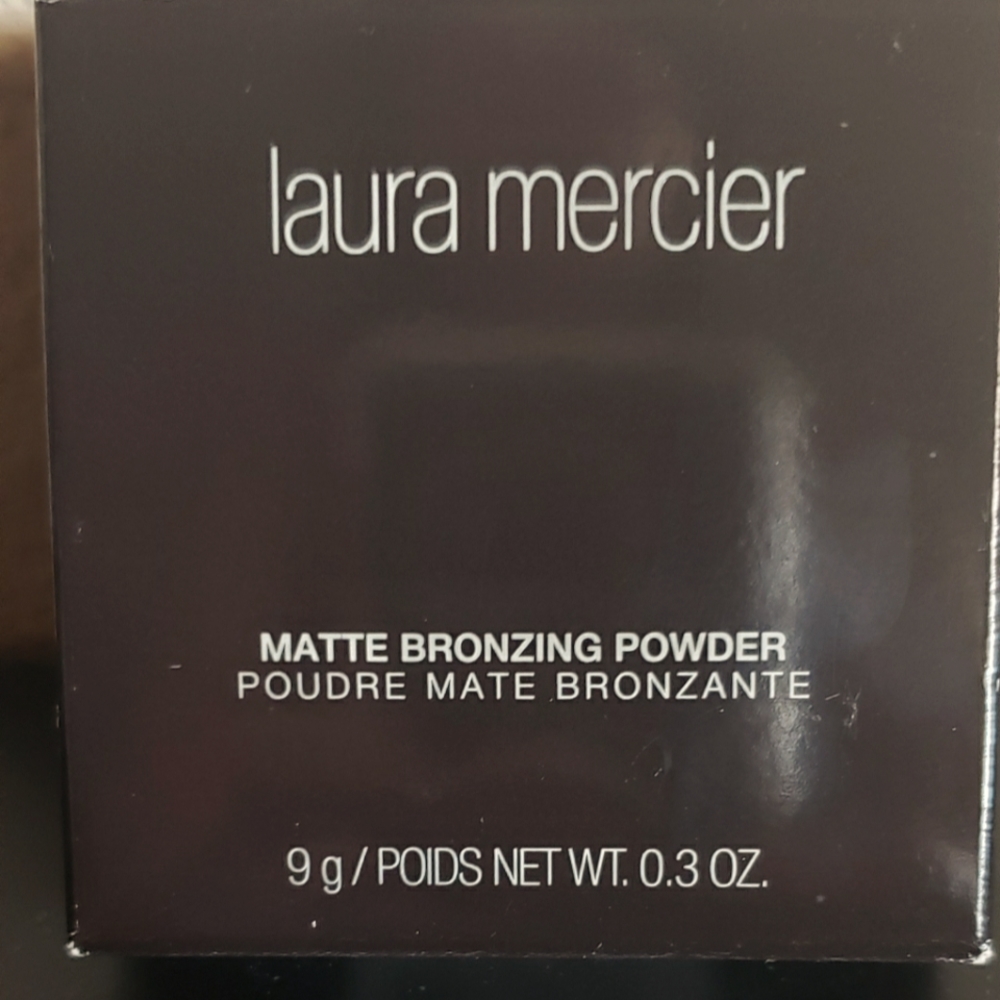 laura mercier
MATTE BRONZING POWDER
POUDRE MATE BRONZANTE
9 g / POIDS NET WT. 0.3 OZ.